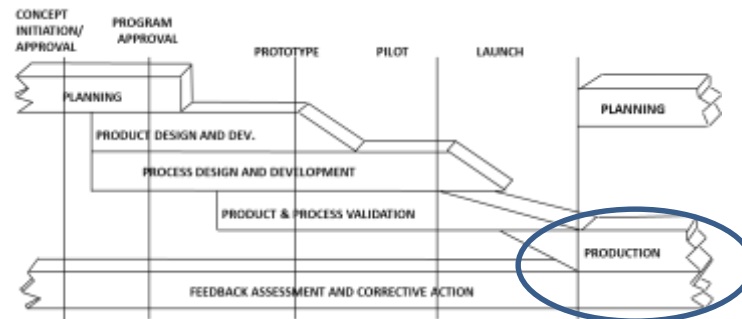 CONCEPT
INITIATION/
APPROVAL
PROGRAM
APPROVAL
PROTOTYPE
PILOT
LAUNCH
PLANNING
PLANNING
PRODUCT DESIGN AND DEV.
PROCESS DESIGN AND DEVELOPMENT
PRODUCT & PROCESS VALIDATION
PRODUCTION
FEEDBACK ASSESSMENT AND CORRECTIVE ACTION